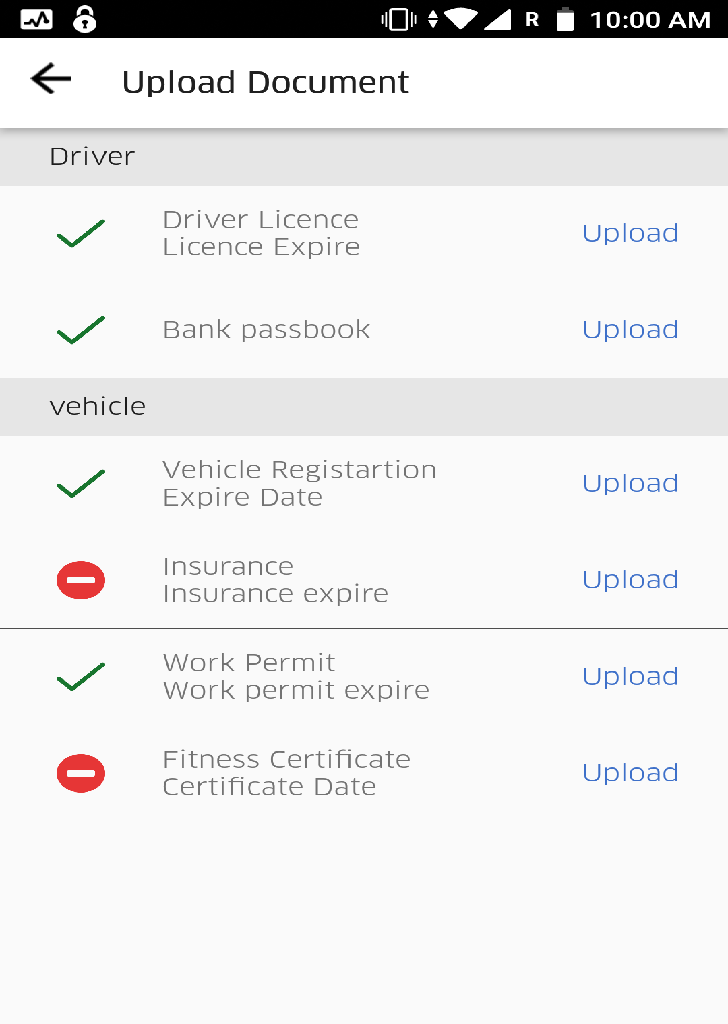 R 10:00 AM
Upload Document
Driver
Driver Licence
Licence Expire
Upload
Bank passbook
Upload
vehicle
Vehicle Registartion
Expire Date
Upload
Insurance
Insurance expire
Upload
Work Permit
Work permit expire
Upload
Fitness Certificate
Certificate Date
Upload